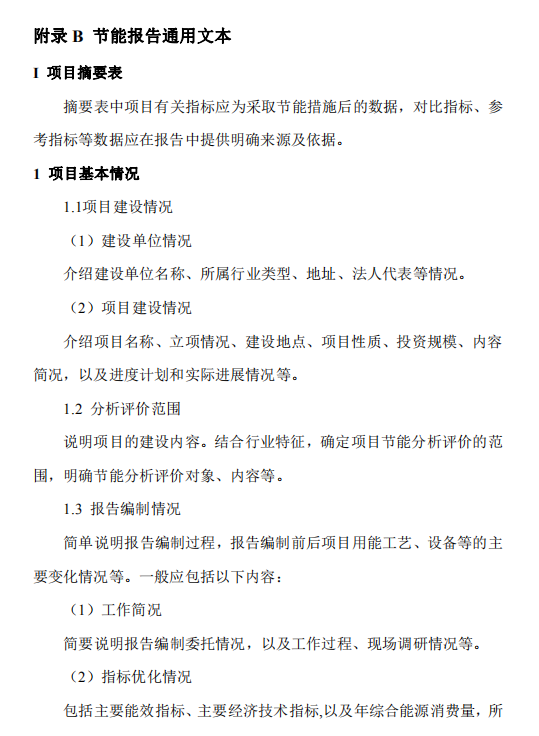 附录 B 节能报告通用文本
I 项目摘要表
摘要表中项目有关指标应为采取节能措施后的数据，对比指标、参
考指标等数据应在报告中提供明确来源及依据。
1 项目基本情况
1.1项目建设情况
（1）建设单位情况
介绍建设单位名称、所属行业类型、地址、法人代表等情况。
（2）项目建设情况
介绍项目名称、立项情况、建设地点、项目性质、投资规模、内容
简况，以及进度计划和实际进展情况等。
1.2 分析评价范围
说明项目的建设内容。结合行业特征，确定项目节能分析评价的范
围，明确节能分析评价对象、内容等。
1.3 报告编制情况
简单说明报告编制过程，报告编制前后项目用能工艺、设备等的主
要变化情况等。一般应包括以下内容：
（1）工作简况
简要说明报告编制委托情况，以及工作过程、现场调研情况等。
（2）指标优化情况
包括主要能效指标、主要经济技术指标,以及年综合能源消费量，所